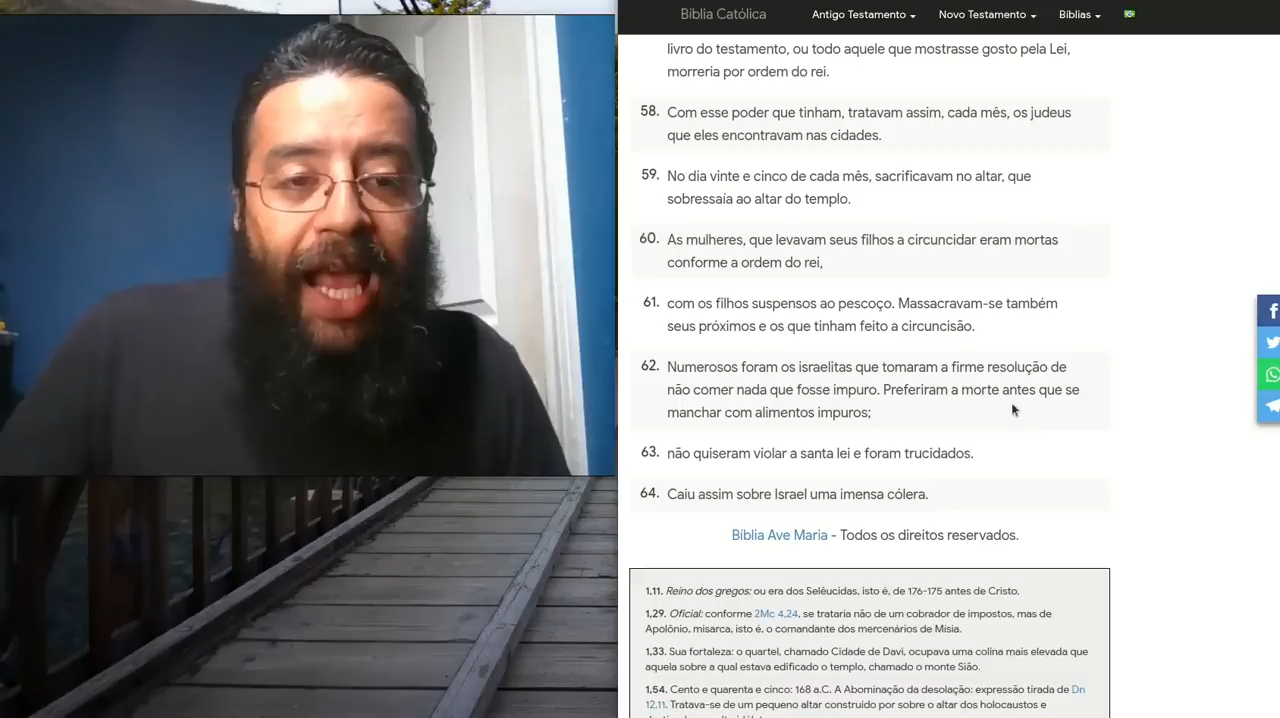 Bíblia Católica
Antigo Testamento
Novo Testamento
Bíblias
livro do testamento, ou todo aquele que mostrasse gosto pela Lei,
morreria por ordem do rei.
58. Com esse poder que tinham, tratavam assim, cada mês, os judeus
que eles encontravam nas cidades.
59. No dia vinte e cinco de cada mês, sacrificavam no altar, que
sobressaía ao altar do templo.
60. As mulheres, que levavam seus filhos a circuncidar eram mortas
conforme a ordem do rei,
61. com os filhos suspensos ao pescoço. Massacravam-se também
seus próximos e os que tinham feito a circuncisão.
62. Numerosos foram os israelitas que tomaram a firme resolução de
não comer nada que fosse impuro. Preferiram a morte antes que se
manchar com alimentos impuros;
63. não quiseram violar a santa lei e foram trucidados.
64. Caiu assim sobre Israel uma imensa cólera.
Bíblia Ave Maria - Todos os direitos reservados.
1,11. Reino dos gregos: ou era dos Selêucidas, isto é, de 176-175 antes de Cristo.
1,29. Oficial: conforme 2Mc 4,24, se trataria não de um cobrador de impostos, mas de
Apolônio, misarca, isto é, o comandante dos mercenários de Mísia.
1,33. Sua fortaleza: o quartel, chamado Cidade de Davi, ocupava uma colina mais elevada que
aquela sobre a qual estava edificado o templo, chamado o monte Sião.
1,54. Cento e quarenta e cinco: 168 a.C. A Abominação da desolação: expressão tirada de Dn
12,11. Tratava-se de um pequeno altar construído por sobre o altar dos holocaustos e